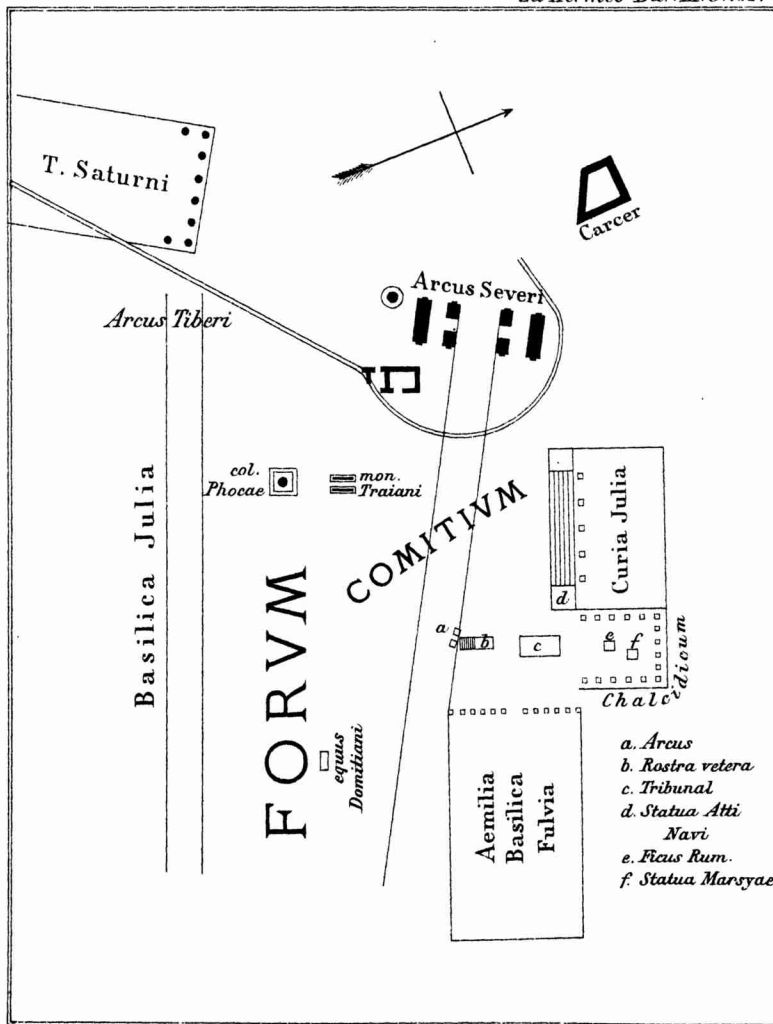 T. Saturni
Carcer
Arcus Severi
Arcus Tiberi
col.
Phocae
mon.
Traiani
Basilica Julia
COMITIVM
FORVM
Curia Julia
d
a
b
c
e
f
Chalcidicum
equus
Domitiani
Aemilia
Basilica
Fulvia
a. Arcus
b. Rostra vetera
c. Tribunal
d. Statua Atti
Navi
e. Ficus Rum.
f. Statua Marsyae